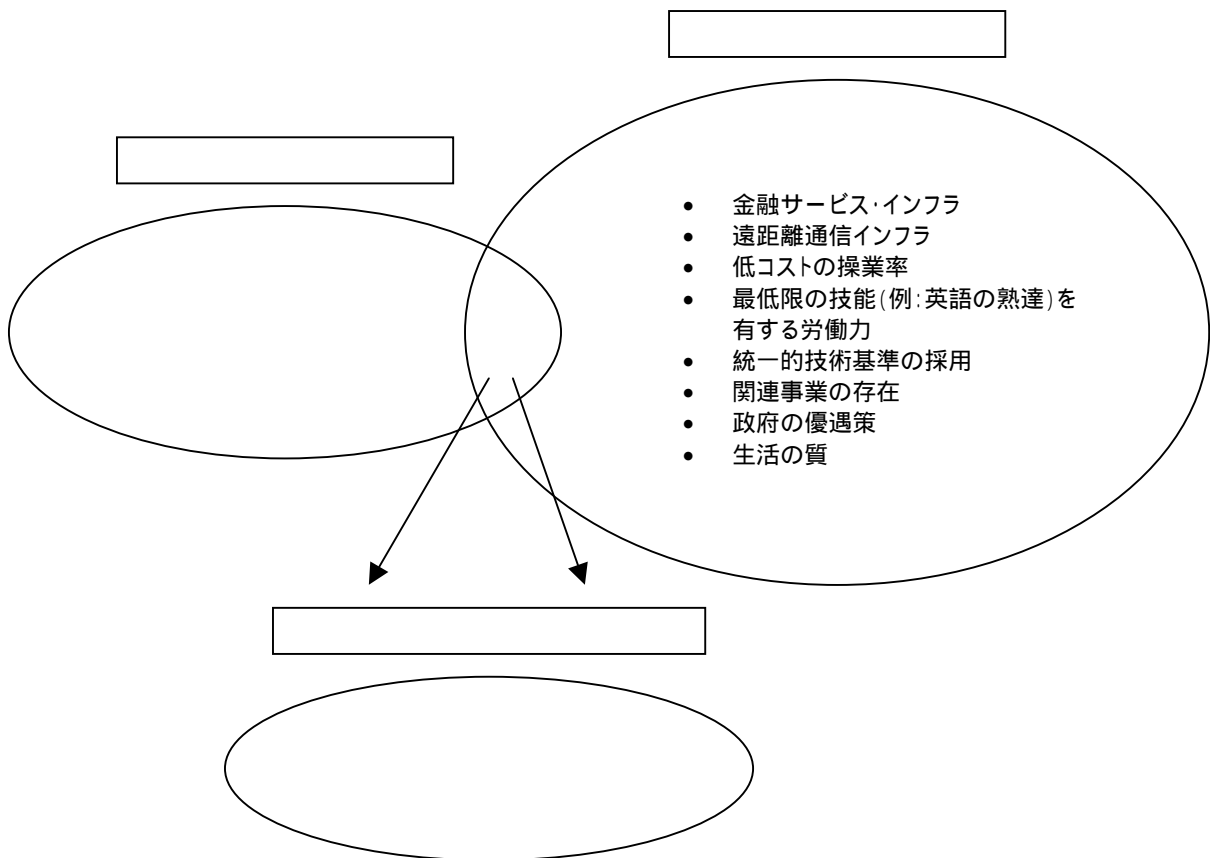 • 金融サービス・インフラ
• 遠距離通信インフラ
• 低コストの操業率
• 最低限の技能(例:英語の熟達)を
有する労働力
• 統一的技術基準の採用
• 関連事業の存在
• 政府の優遇策
• 生活の質